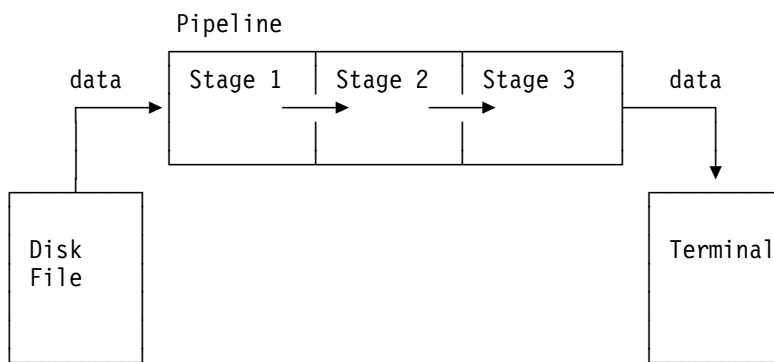 Pipeline
data
Stage 1
Stage 2
Stage 3
data
Disk
File
Terminal